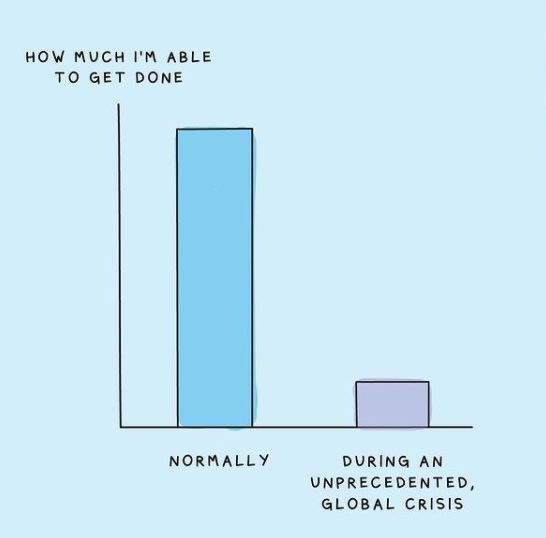 HOW MUCH I'M ABLE
TO GET DONE
NORMALLY
DURING AN
UNPRECEDENTED,
GLOBAL CRISIS